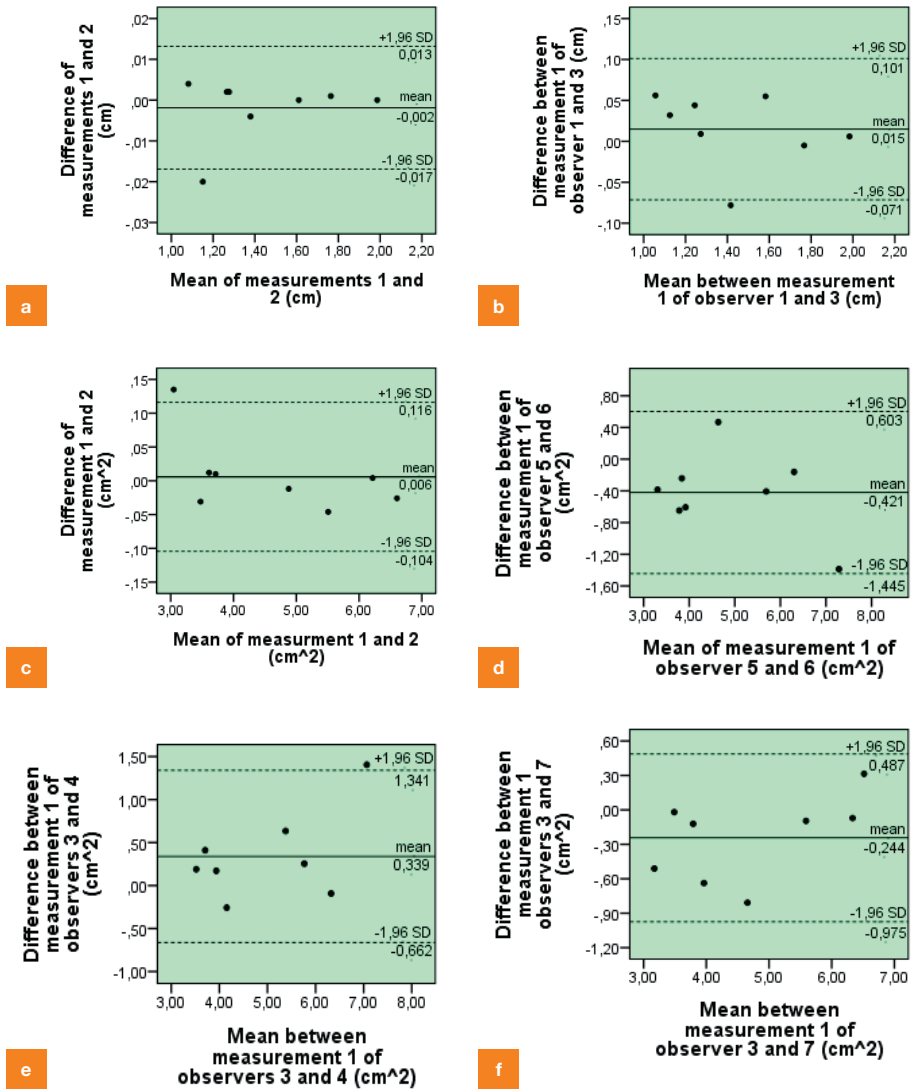 Difference of
measurements 1 and 2
(cm)
,02
,01
,00
-,01
-,02
-,03
+1,96 SD
0,013
mean
-0,002
-1,96 SD
-0,017
1,00 1,20 1,40 1,60 1,80 2,00 2,20
Mean of measurements 1 and
2 (cm)
a
Difference between
measurement 1 of
observer 1 and 3 (cm)
,15
,10
,05
,00
-,05
-,10
+1,96 SD
0,101
mean
0,015
-1,96 SD
-0,071
1,00 1,20 1,40 1,60 1,80 2,00 2,20
Mean between measurement
1 of observer 1 and 3 (cm)
b
Difference of
measurement 1 and 2
(cm^2)
,15
,10
,05
,00
-,05
-,10
-,15
+1,96 SD
0,116
mean
0,006
-1,96 SD
-0,104
3,00 4,00 5,00 6,00 7,00
Mean of measurment 1 and 2
(cm^2)
c
Difference between
measurement 1 of
observer 5 and 6
(cm^2)
,80
,40
,00
-,40
-,80
-1,20
-1,60
+1,96 SD
0,603
mean
-0,421
-1,96 SD
-1,445
3,00 4,00 5,00 6,00 7,00 8,00
Mean of measurement 1 of
observer 5 and 6 (cm^2)
d
Difference between
measurement 1 of
observers 3 and 4
(cm^2)
1,50
1,00
,50
,00
-,50
-1,00
+1,96 SD
1,341
mean
0,339
-1,96 SD
-0,662
3,00 4,00 5,00 6,00 7,00 8,00
Mean between
measurement 1 of
observers 3 and 4 (cm^2)
e
Difference between
measurement 1
observers 3 and 7
(cm^2)
,60
,30
,00
-,30
-,60
-,90
-1,20
+1,96 SD
0,487
mean
-0,244
-1,96 SD
-0,975
3,00 4,00 5,00 6,00 7,00
Mean between
measurement 1 of
observer 3 and 7 (cm^2)
f